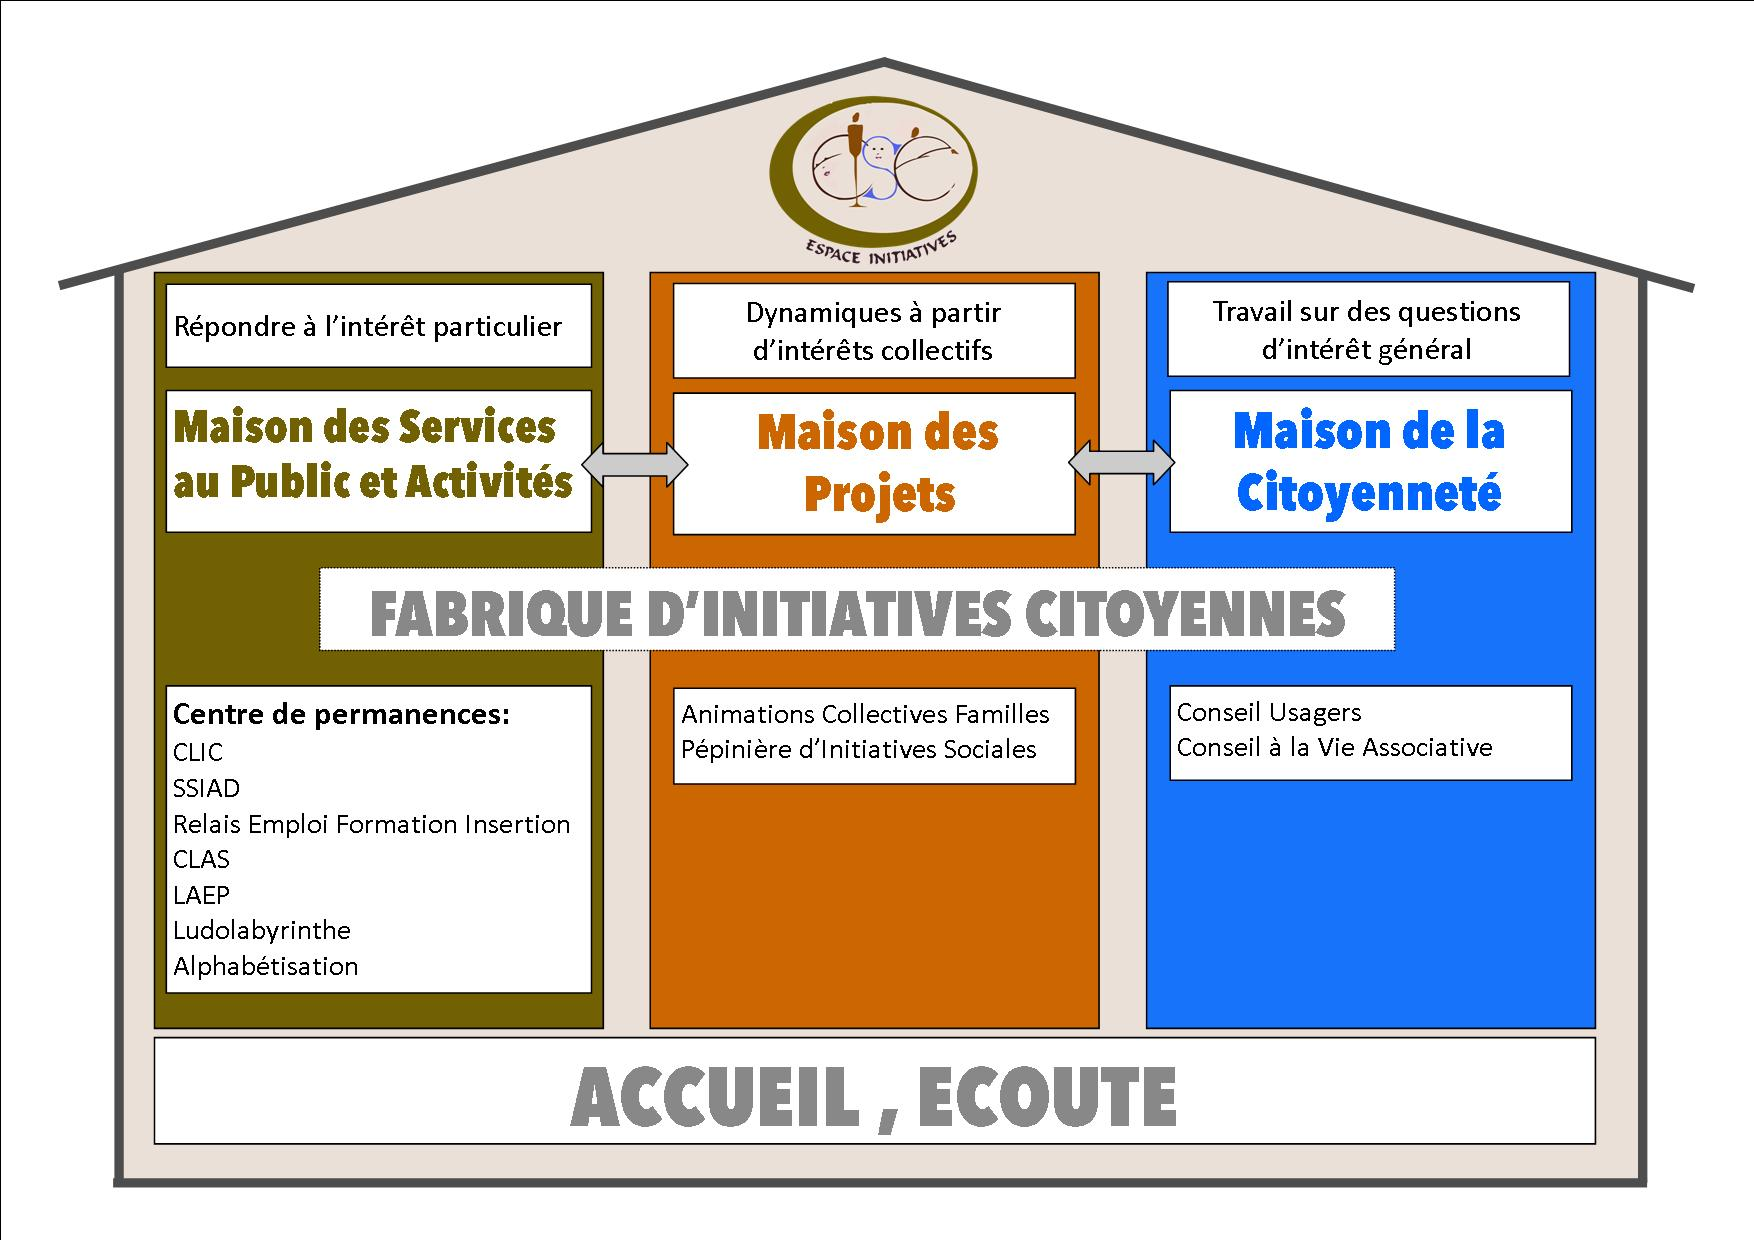 CSC
ESPACE INITIATIVES
Répondre à l’intérêt particulier
Maison des Services
au Public et Activités
Dynamiques à partir
d’intérêts collectifs
Maison des
Projets
Travail sur des questions
d’intérêt général
Maison de la
Citoyenneté
FABRIQUE D’INITIATIVES CITOYENNES
Centre de permanences:
CLIC
SSIAD
Relais Emploi Formation Insertion
CLAS
LAEP
Ludolabyrinthe
Alphabétisation
Animations Collectives Familles
Pépinière d’Initiatives Sociales
Conseil Usagers
Conseil à la Vie Associative
ACCUEIL , ECOUTE